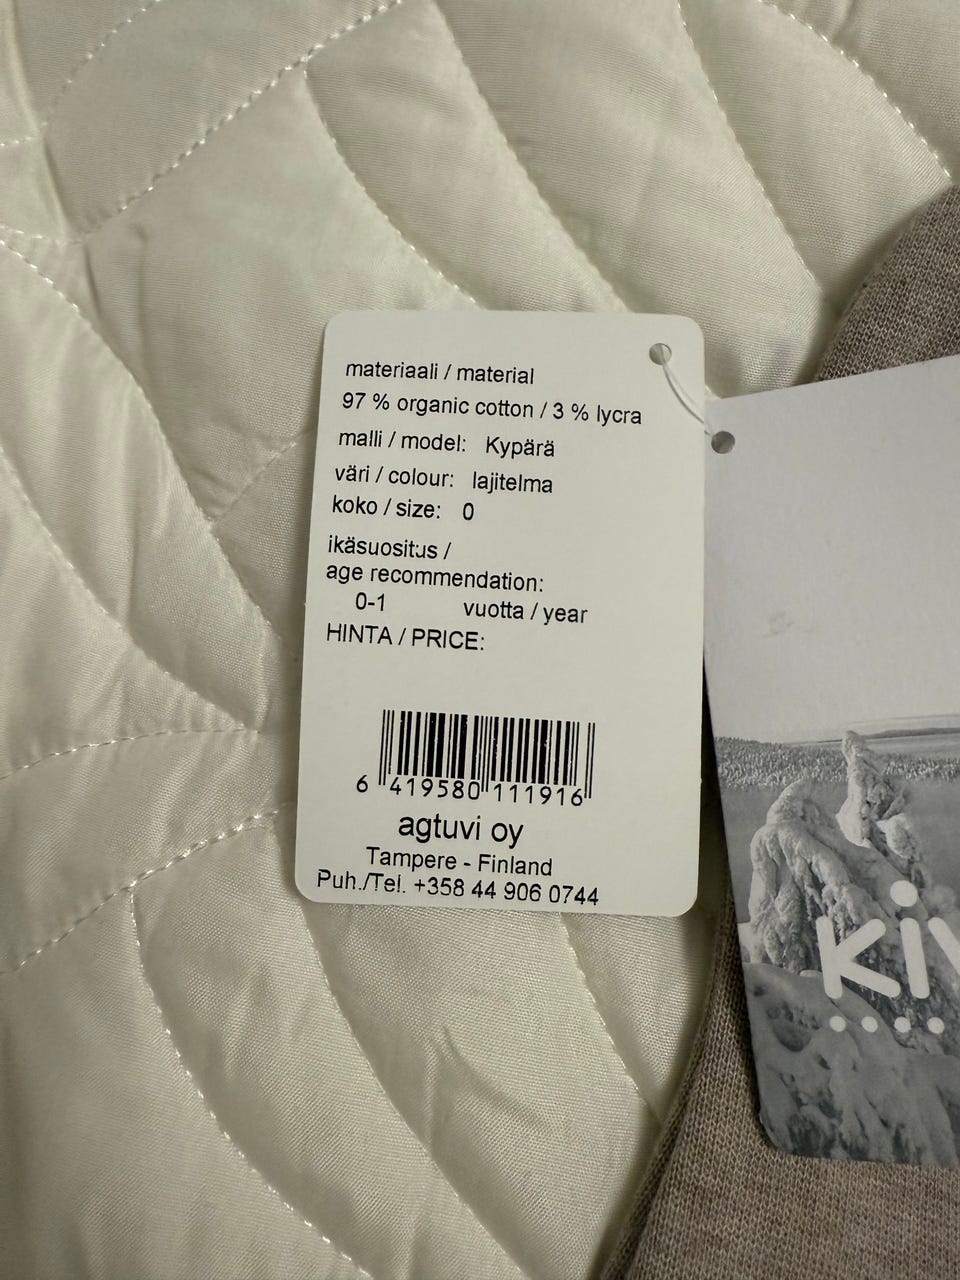 materiaali / material
97 % organic cotton / 3 % lycra
malli / model: Kypärä
väri / colour: lajitelma
koko / size: 0
ikäsuositus /
age recommendation:
0-1 vuotta / year
HINTA / PRICE:
6 419580 111916
agtuvi oy
Tampere - Finland
Puh./Tel. +358 44 906 0744